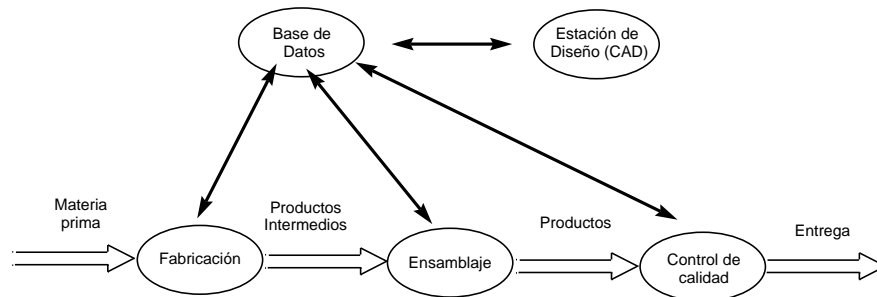 Base de
Datos
Estación de
Diseño (CAD)
Materia
prima
Productos
Intermedios
Productos
Entrega
Fabricación
Ensamblaje
Control de
calidad